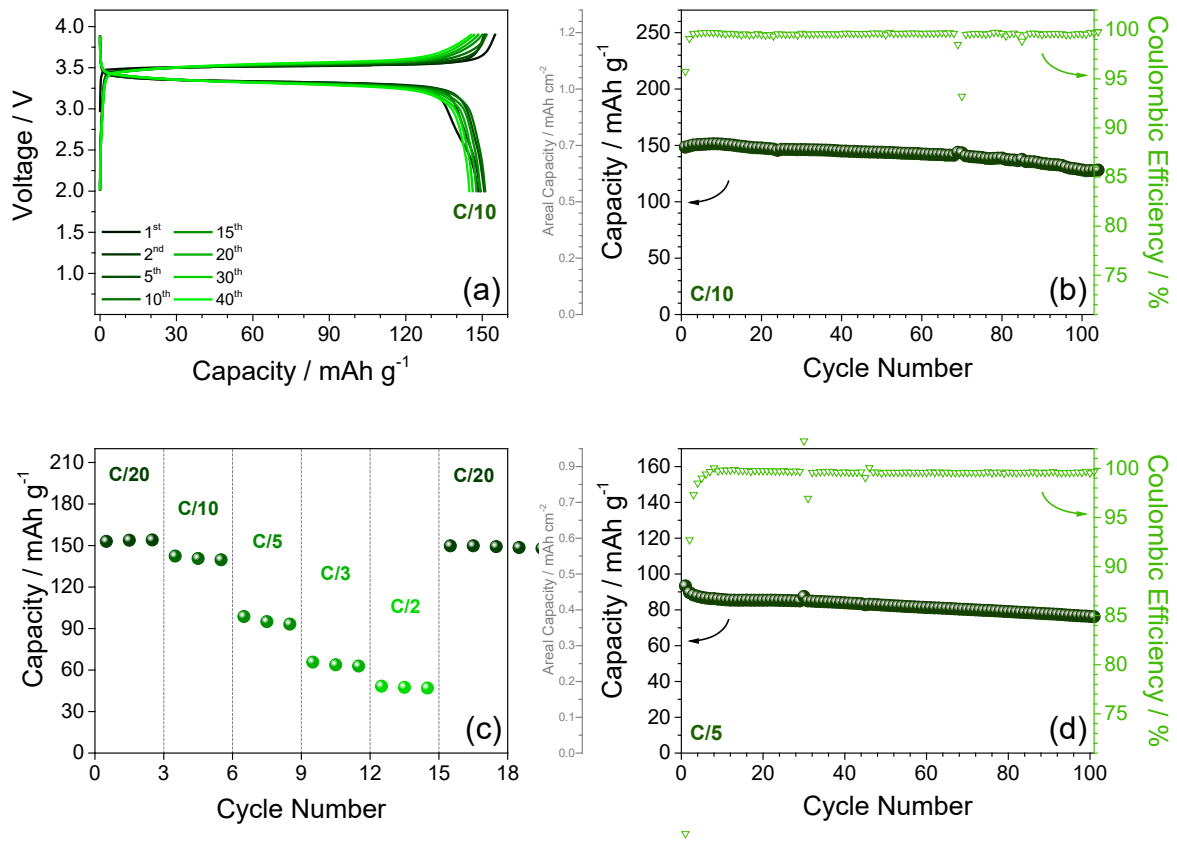 4.0
3.5
3.0
2.5
2.0
1.5
1.0
Voltage / V
C/10
1st
2nd
5th
10th
15th
20th
30th
40th
(a)
0 30 60 90 120 150
Capacity / mAh g-1
1.2
1.0
0.7
0.5
0.2
0.0
Areal Capacity / mAh cm-2
250
200
150
100
50
0
Capacity / mAh g-1
C/10
(b)
0 20 40 60 80 100
Cycle Number
100
95
90
85
80
75
Coulombic Efficiency / %
210
180
150
120
90
60
30
0
Capacity / mAh g-1
C/20
C/10
C/5
C/3
C/2
C/20
(c)
0 3 6 9 12 15 18
Cycle Number
0.9
0.8
0.6
0.5
0.3
0.2
0.0
Areal Capacity / mAh cm-2
160
140
120
100
80
60
40
20
0
Capacity / mAh g-1
C/5
(d)
0 20 40 60 80 100
Cycle Number
100
95
90
85
80
75
Coulombic Efficiency / %